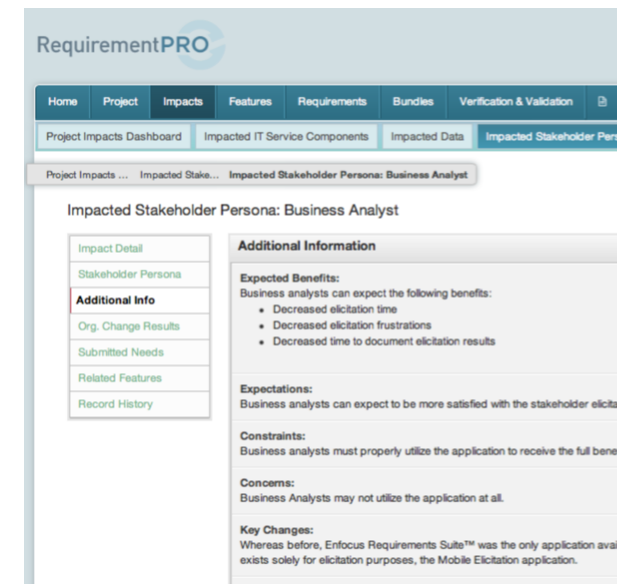 RequirementPRO
Home Project Impacts Features Requirements Bundles Verification & Validation
Project Impacts Dashboard Impacted IT Service Components Impacted Data Impacted Stakeholder Pers
Project Impacts ... Impacted Stake... Impacted Stakeholder Persona: Business Analyst
Impacted Stakeholder Persona: Business Analyst
Impact Detail
Stakeholder Persona
Additional Info
Org. Change Results
Submitted Needs
Related Features
Record History
Additional Information
Expected Benefits:
Business analysts can expect the following benefits:
• Decreased elicitation time
• Decreased elicitation frustrations
• Decreased time to document elicitation results
Expectations:
Business analysts can expect to be more satisfied with the stakeholder elicita
Constraints:
Business analysts must properly utilize the application to receive the full bene
Concerns:
Business Analysts may not utilize the application at all.
Key Changes:
Whereas before, Enfocus Requirements Suite™ was the only application avai
exists solely for elicitation purposes, the Mobile Elicitation application.